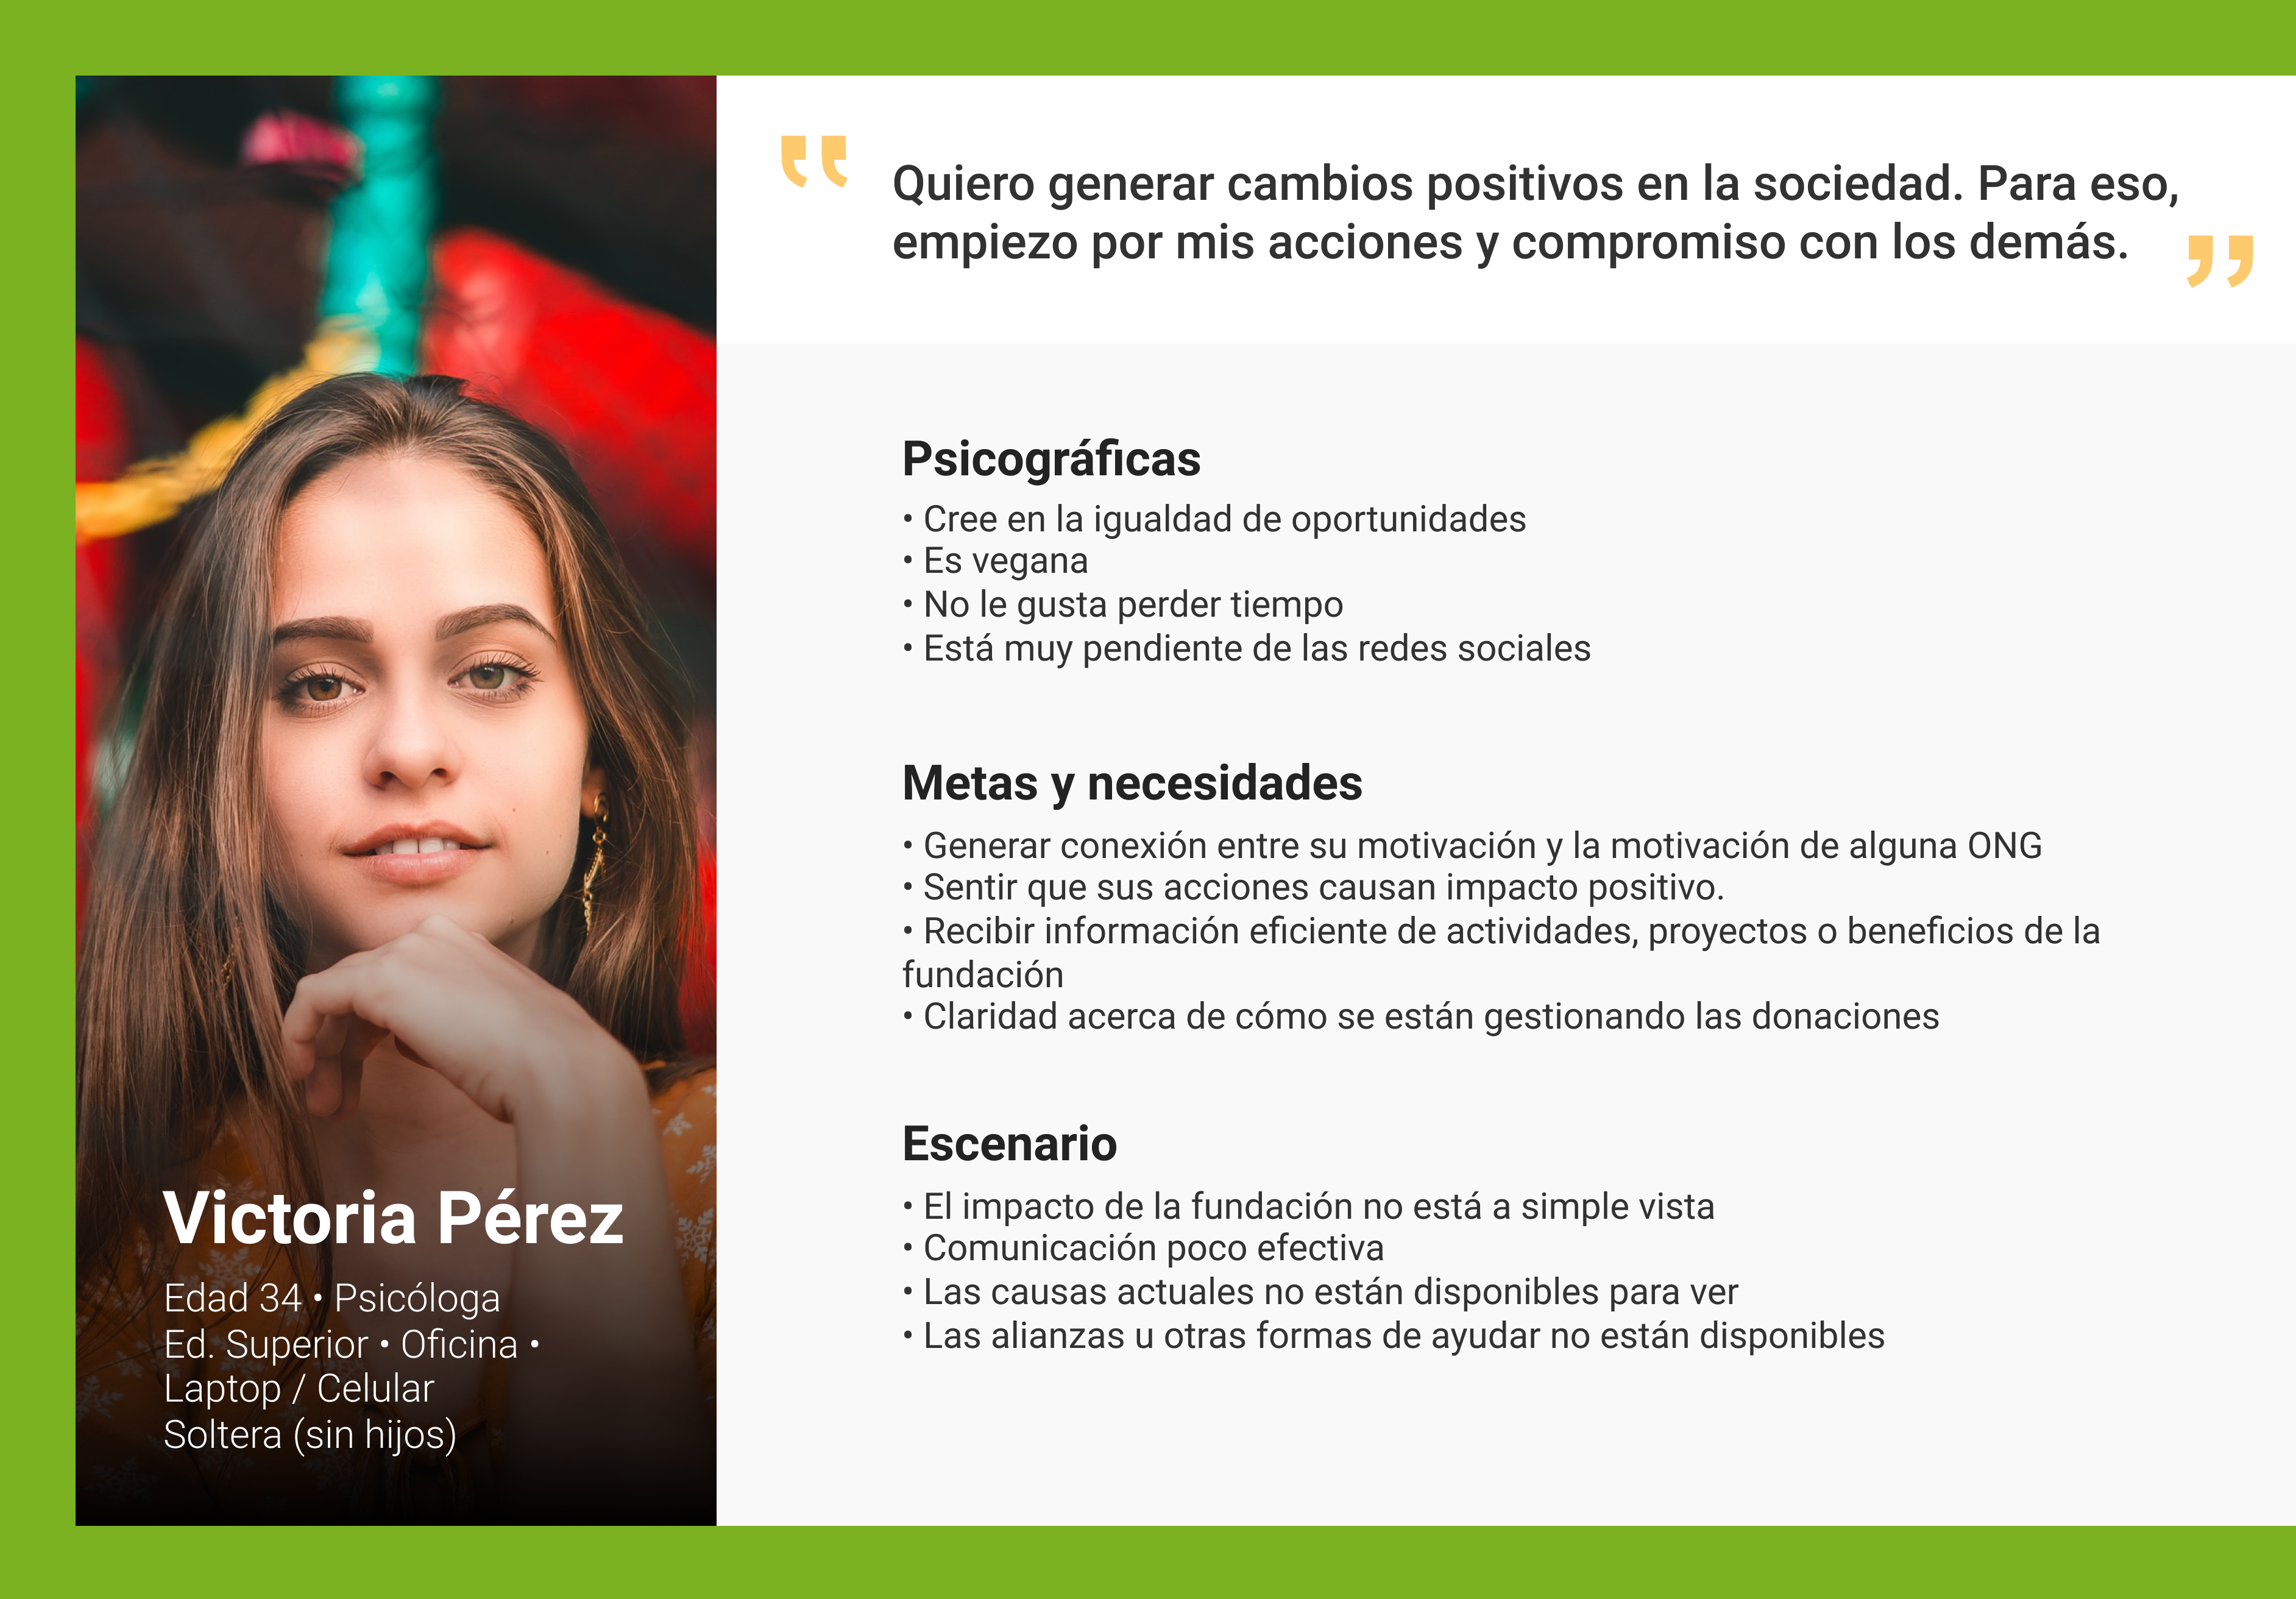 Quiero generar cambios positivos en la sociedad. Para eso,
empiezo por mis acciones y compromiso con los demás.
Psicográficas
• Cree en la igualdad de oportunidades
• Es vegana
• No le gusta perder tiempo
• Está muy pendiente de las redes sociales
Metas y necesidades
• Generar conexión entre su motivación y la motivación de alguna ONG
• Sentir que sus acciones causan impacto positivo.
• Recibir información eficiente de actividades, proyectos o beneficios de la
fundación
• Claridad acerca de cómo se están gestionando las donaciones
Escenario
• El impacto de la fundación no está a simple vista
• Comunicación poco efectiva
• Las causas actuales no están disponibles para ver
• Las alianzas u otras formas de ayudar no están disponibles
Victoria Pérez
Edad 34 • Psicóloga
Ed. Superior • Oficina •
Laptop / Celular
Soltera (sin hijos)